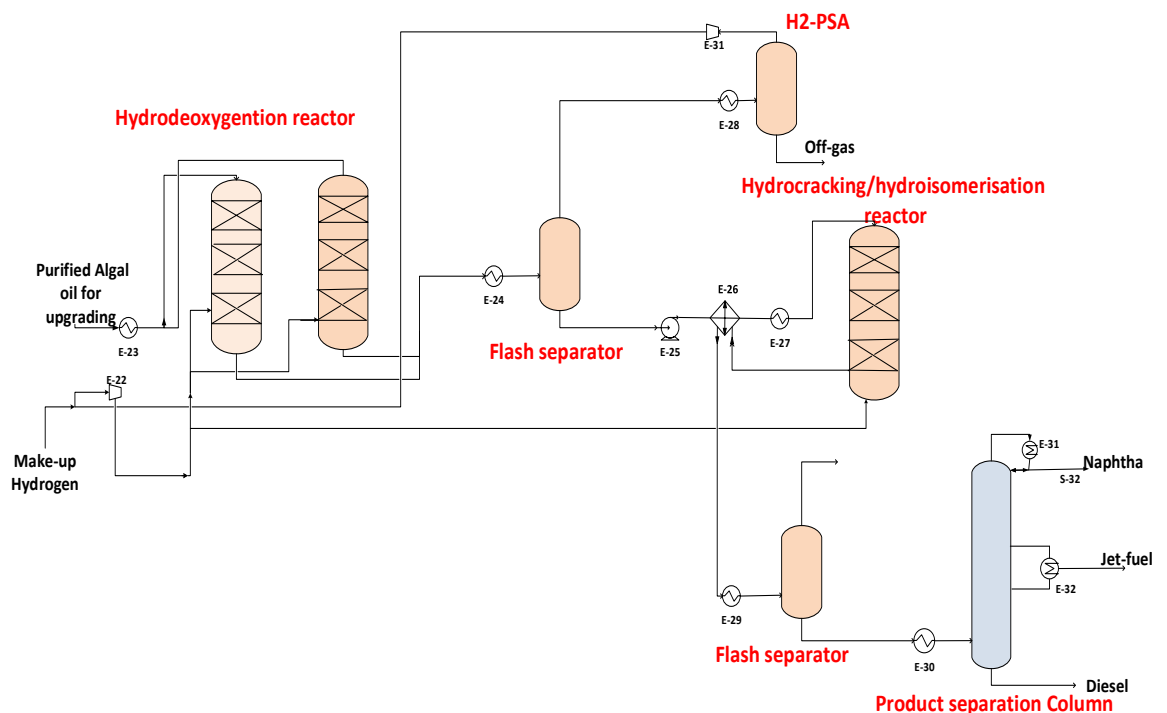 H2-PSA
E-31
E-28
Hydrodeoxygention reactor
Off-gas
Hydrocracking/hydroisomerisation
reactor
Purified Algal
oil for
upgrading
E-23
E-24
E-26
E-25
E-27
Flash separator
E-22
Make-up
Hydrogen
E-31
Naphtha
S-32
Jet-fuel
E-32
E-29
Flash separator
E-30
Diesel
Product separation Column